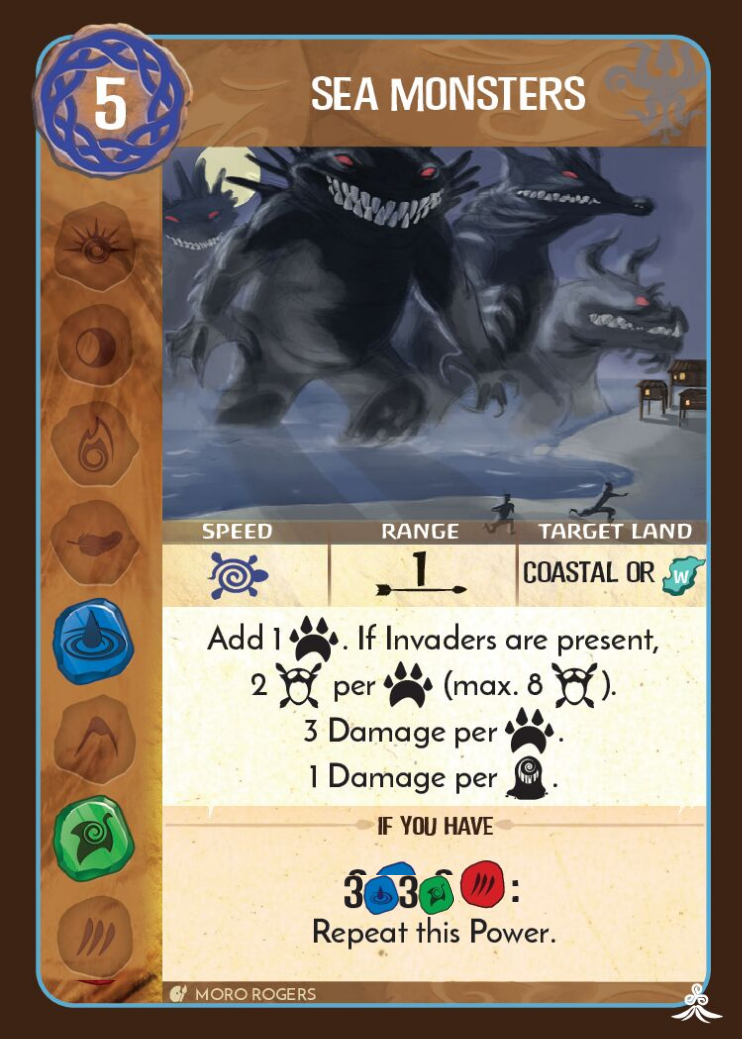 5
SEA MONSTERS
SPEED RANGE TARGET LAND
1 COASTAL OR W
Add 1 . If Invaders are present,
2 per (max. 8 ).
3 Damage per .
1 Damage per .
IF YOU HAVE
3 3 :
Repeat this Power.
MORO ROGERS